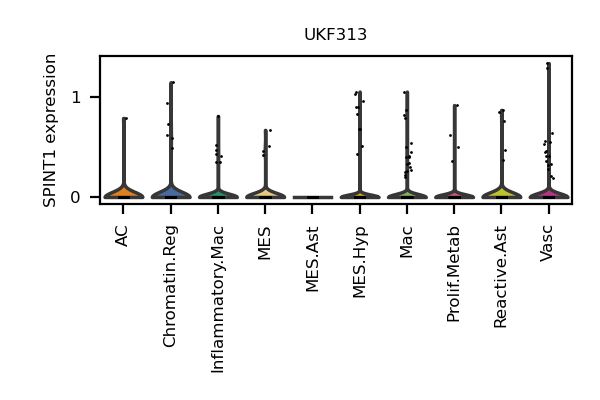 UKF313
SPINT1 expression
1
0
AC
Chromatin.Reg
Inflammatory.Mac
MES
MES.Ast
MES.Hyp
Mac
Prolif.Metab
Reactive.Ast
Vasc